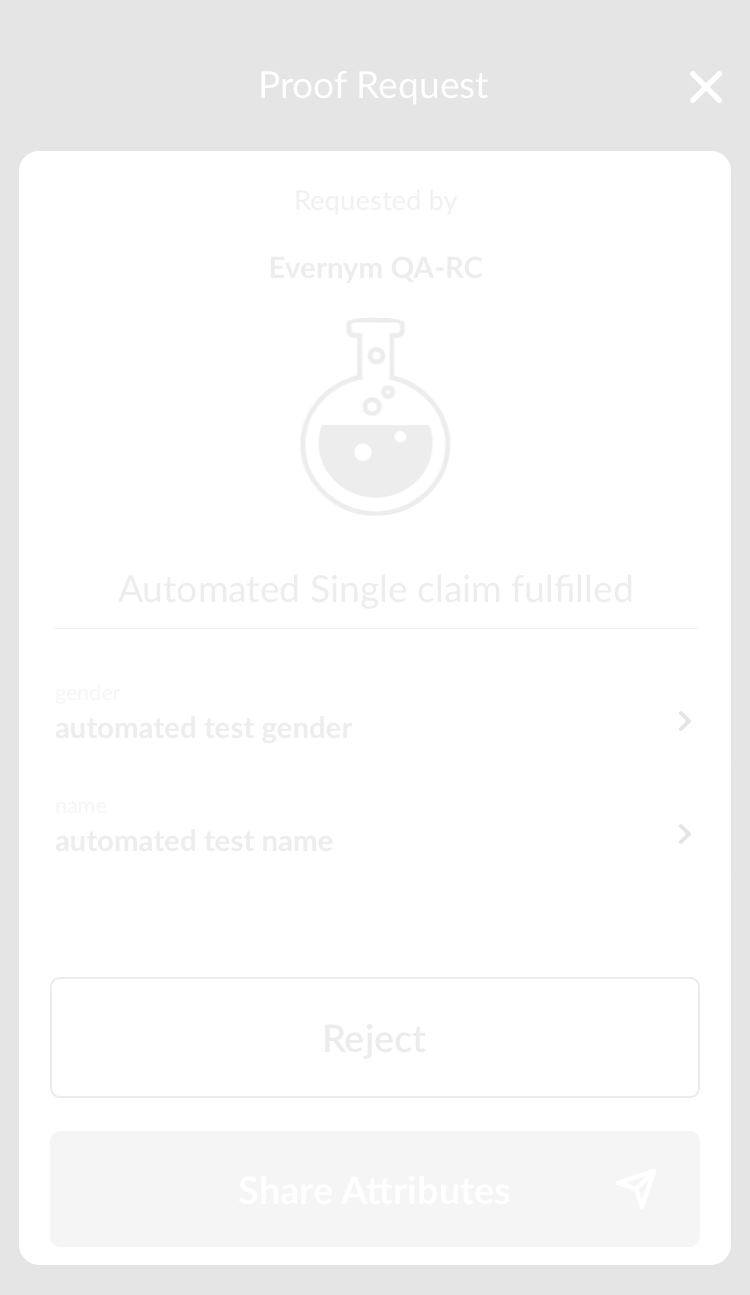 Proof Request
Requested by
Evernym QA-RC
Automated Single claim fulfilled
gender
automated test gender
name
automated test name
Reject
Share Attributes